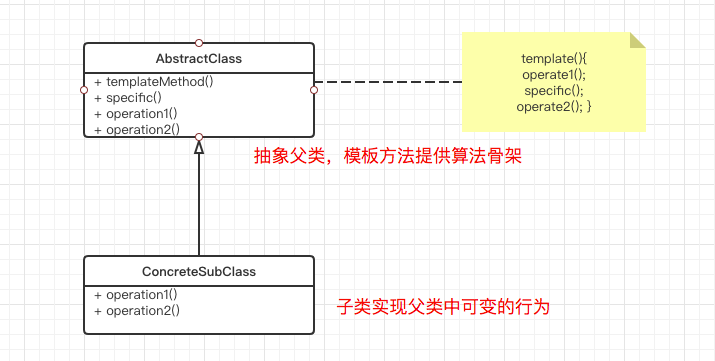 AbstractClass
+ templateMethod()
+ specific()
+ operation1()
+ operation2()
template(){
operate1();
specific();
operate2(); }
抽象父类，模板方法提供算法骨架
ConcreteSubClass
+ operation1()
+ operation2()
子类实现父类中可变的行为